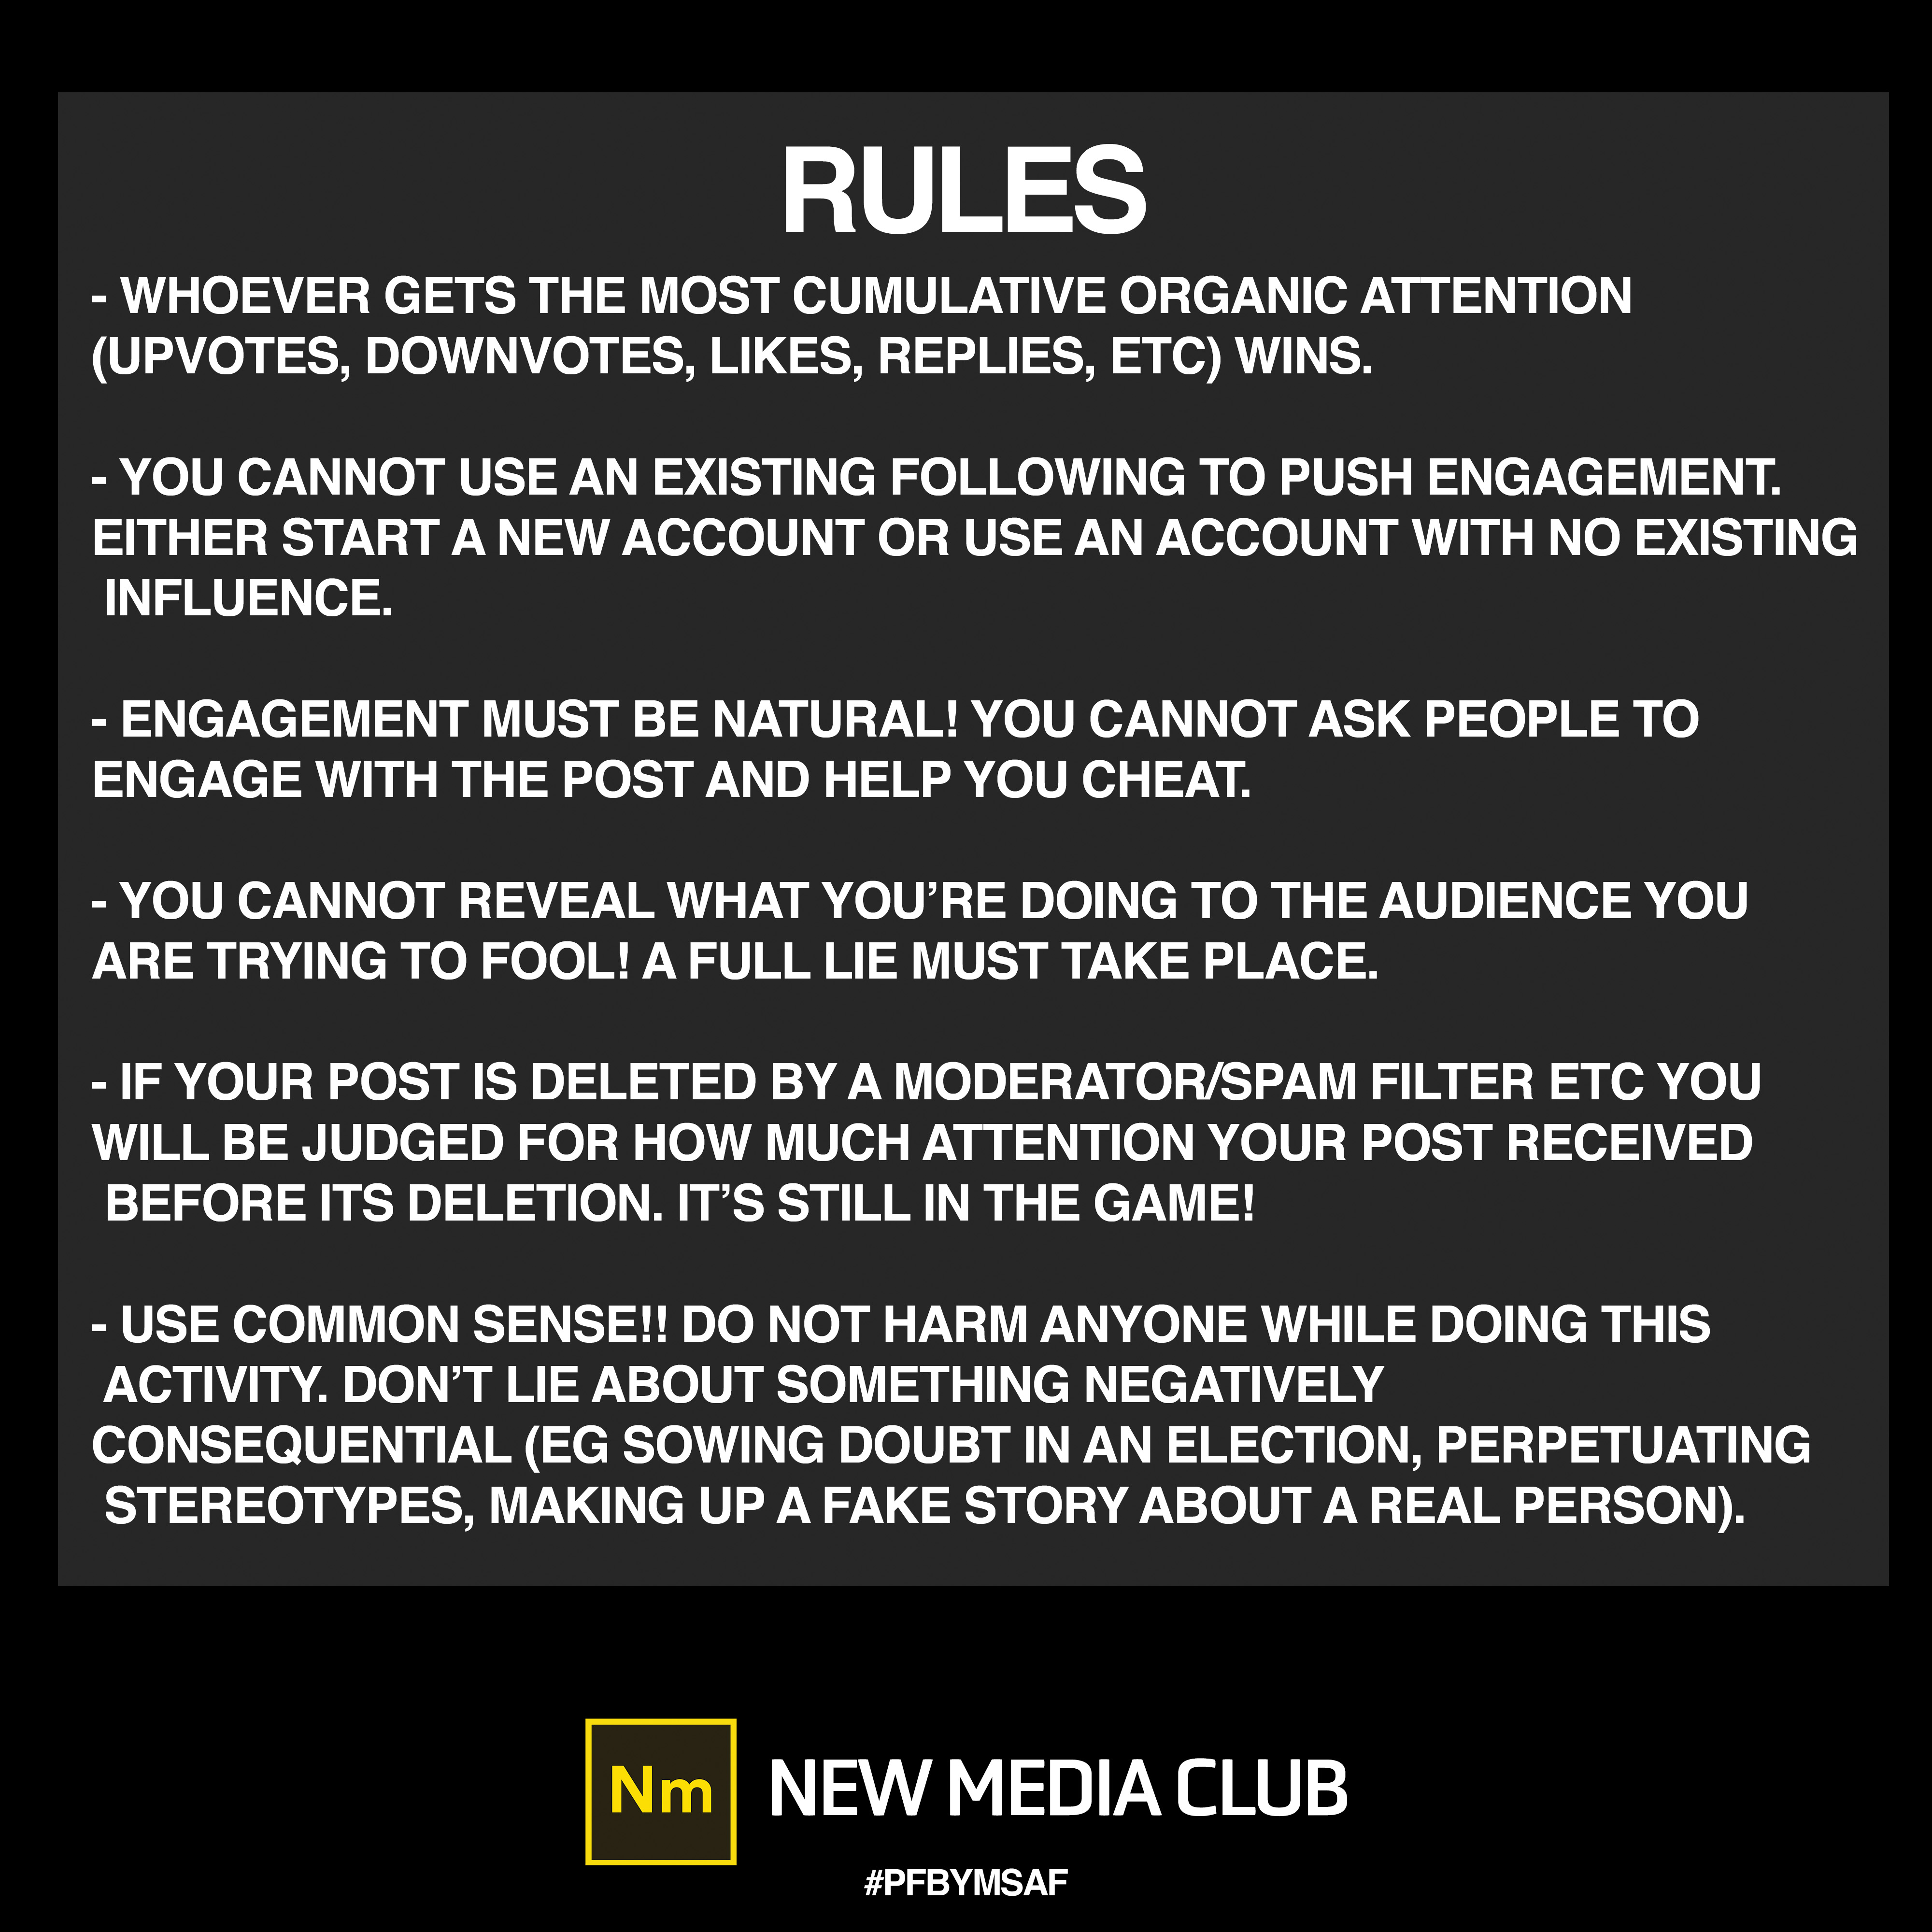 RULES
- WHOEVER GETS THE MOST CUMULATIVE ORGANIC ATTENTION
(UPVOTES, DOWNVOTES, LIKES, REPLIES, ETC) WINS.
- YOU CANNOT USE AN EXISTING FOLLOWING TO PUSH ENGAGEMENT.
EITHER START A NEW ACCOUNT OR USE AN ACCOUNT WITH NO EXISTING
INFLUENCE.
- ENGAGEMENT MUST BE NATURAL! YOU CANNOT ASK PEOPLE TO
ENGAGE WITH THE POST AND HELP YOU CHEAT.
- YOU CANNOT REVEAL WHAT YOU’RE DOING TO THE AUDIENCE YOU
ARE TRYING TO FOOL! A FULL LIE MUST TAKE PLACE.
- IF YOUR POST IS DELETED BY A MODERATOR/SPAM FILTER ETC YOU
WILL BE JUDGED FOR HOW MUCH ATTENTION YOUR POST RECEIVED
BEFORE ITS DELETION. IT’S STILL IN THE GAME!
- USE COMMON SENSE!! DO NOT HARM ANYONE WHILE DOING THIS
ACTIVITY. DON’T LIE ABOUT SOMETHING NEGATIVELY
CONSEQUENTIAL (EG SOWING DOUBT IN AN ELECTION, PERPETUATING
STEREOTYPES, MAKING UP A FAKE STORY ABOUT A REAL PERSON).
Nm NEW MEDIA CLUB
#PFBYMSAF